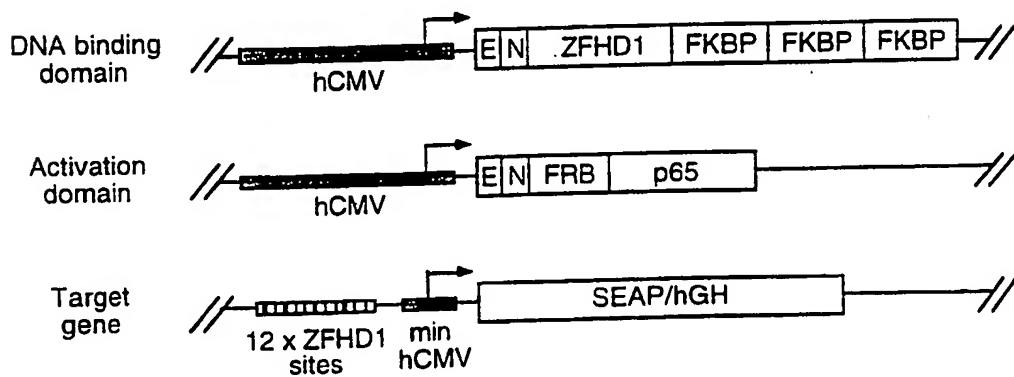 DNA binding
domain
hCMV
E N ZFHD1 FKBP FKBP FKBP
Activation
domain
hCMV
E N FRB p65
Target
gene
12 x ZFHD1
sites
min
hCMV
SEAP/hGH